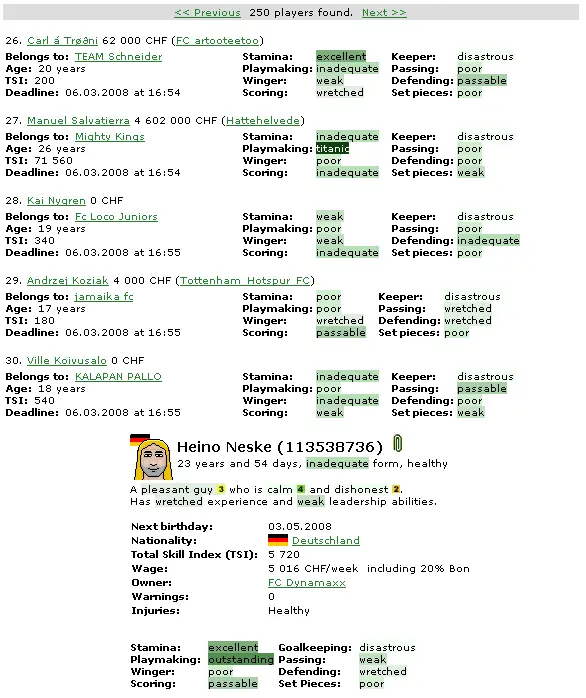 << Previous 250 players found. Next >>
26. Carl á Trøðni 62 000 CHF (FC artooteetoo)
Belongs to: TEAM Schneider Stamina: excellent Keeper: disastrous
Age: 20 years Playmaking: inadequate Passing: poor
TSI: 200 Winger: weak Defending: passable
Deadline: 06.03.2008 at 16:54 Scoring: wretched Set pieces: poor
27. Manuel Salvatierra 4 602 000 CHF (Hattehelvede)
Belongs to: Mighty Kings Stamina: inadequate Keeper: disastrous
Age: 26 years Playmaking: titanic Passing: poor
TSI: 71 560 Winger: poor Defending: poor
Deadline: 06.03.2008 at 16:54 Scoring: inadequate Set pieces: weak
28. Kai Nygren 0 CHF
Belongs to: Fc Loco Juniors Stamina: weak Keeper: disastrous
Age: 19 years Playmaking: poor Passing: poor
TSI: 340 Winger: weak Defending: inadequate
Deadline: 06.03.2008 at 16:55 Scoring: inadequate Set pieces: poor
29. Andrzej Koziak 4 000 CHF (Tottenham_Hotspur_FC)
Belongs to: jamaika fc Stamina: poor Keeper: disastrous
Age: 17 years Playmaking: poor Passing: wretched
TSI: 180 Winger: wretched Defending: wretched
Deadline: 06.03.2008 at 16:55 Scoring: passable Set pieces: poor
30. Ville Koivusalo 0 CHF
Belongs to: KALAPAN PALLO Stamina: inadequate Keeper: disastrous
Age: 18 years Playmaking: poor Passing: passable
TSI: 540 Winger: inadequate Defending: poor
Deadline: 06.03.2008 at 16:55 Scoring: weak Set pieces: weak
Heino Neske (113538736)
23 years and 54 days, inadequate form, healthy
A pleasant guy 3 who is calm 4 and dishonest 2.
Has wretched experience and weak leadership abilities.
Next birthday: 03.05.2008
Nationality: Deutschland
Total Skill Index (TSI): 5 720
Wage: 5 016 CHF/week including 20% Bon
Owner: FC Dynamaxx
Warnings: 0
Injuries: Healthy
Stamina: excellent Goalkeeping: disastrous
Playmaking: outstanding Passing: weak
Winger: poor Defending: wretched
Scoring: passable Set Pieces: poor